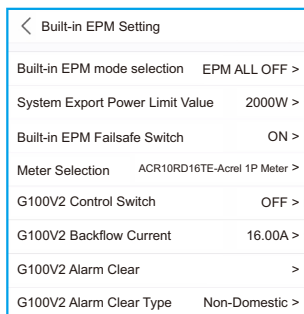 < Built-in EPM Setting
Built-in EPM mode selection EPM ALL OFF >
System Export Power Limit Value 2000W >
Built-in EPM Failsafe Switch ON >
Meter Selection ACR10RD16TE-Acrel 1P Meter >
G100V2 Control Switch OFF >
G100V2 Backflow Current 16.00A >
G100V2 Alarm Clear >
G100V2 Alarm Clear Type Non-Domestic >